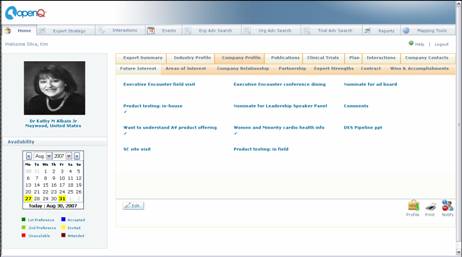 openQ
Home Expert Strategy Interactions Events Org Adv Search Org Adv Search Trial Adv Search Reports Mapping Tools
Welcome Silva, Kim Help | Logout
Expert Summary Industry Profile Company Profile Publications Clinical Trials Plan Interactions Company Contacts
Future Interest Areas of Interest Company Relationship Partnership Expert Strengths Contract Wins & Accomplishments
Executive Encounter field visit Executive Encounter conference dining Nominate for ad board
Product testing: in-house Nominate for Leadership Speaker Panel Comments
Want to understand A# product offering Women and Minority cardio health info DES Pipeline ppt
SF site visit Product testing: in field
Dr Kathy M Albain Jr
Maywood, United States
Availability
Aug 2007
Mo Tu We Th Fr Sa Su
30 31 1 2 3 4 5
6 7 8 9 10 11 12
13 14 15 16 17 18 19
20 21 22 23 24 25 26
27 28 29 30 31 1 2
Today : Aug 30, 2007
1st Preference Accepted
2nd Preference Invited
Unavailable Attended
Edit
Profile Print Notify